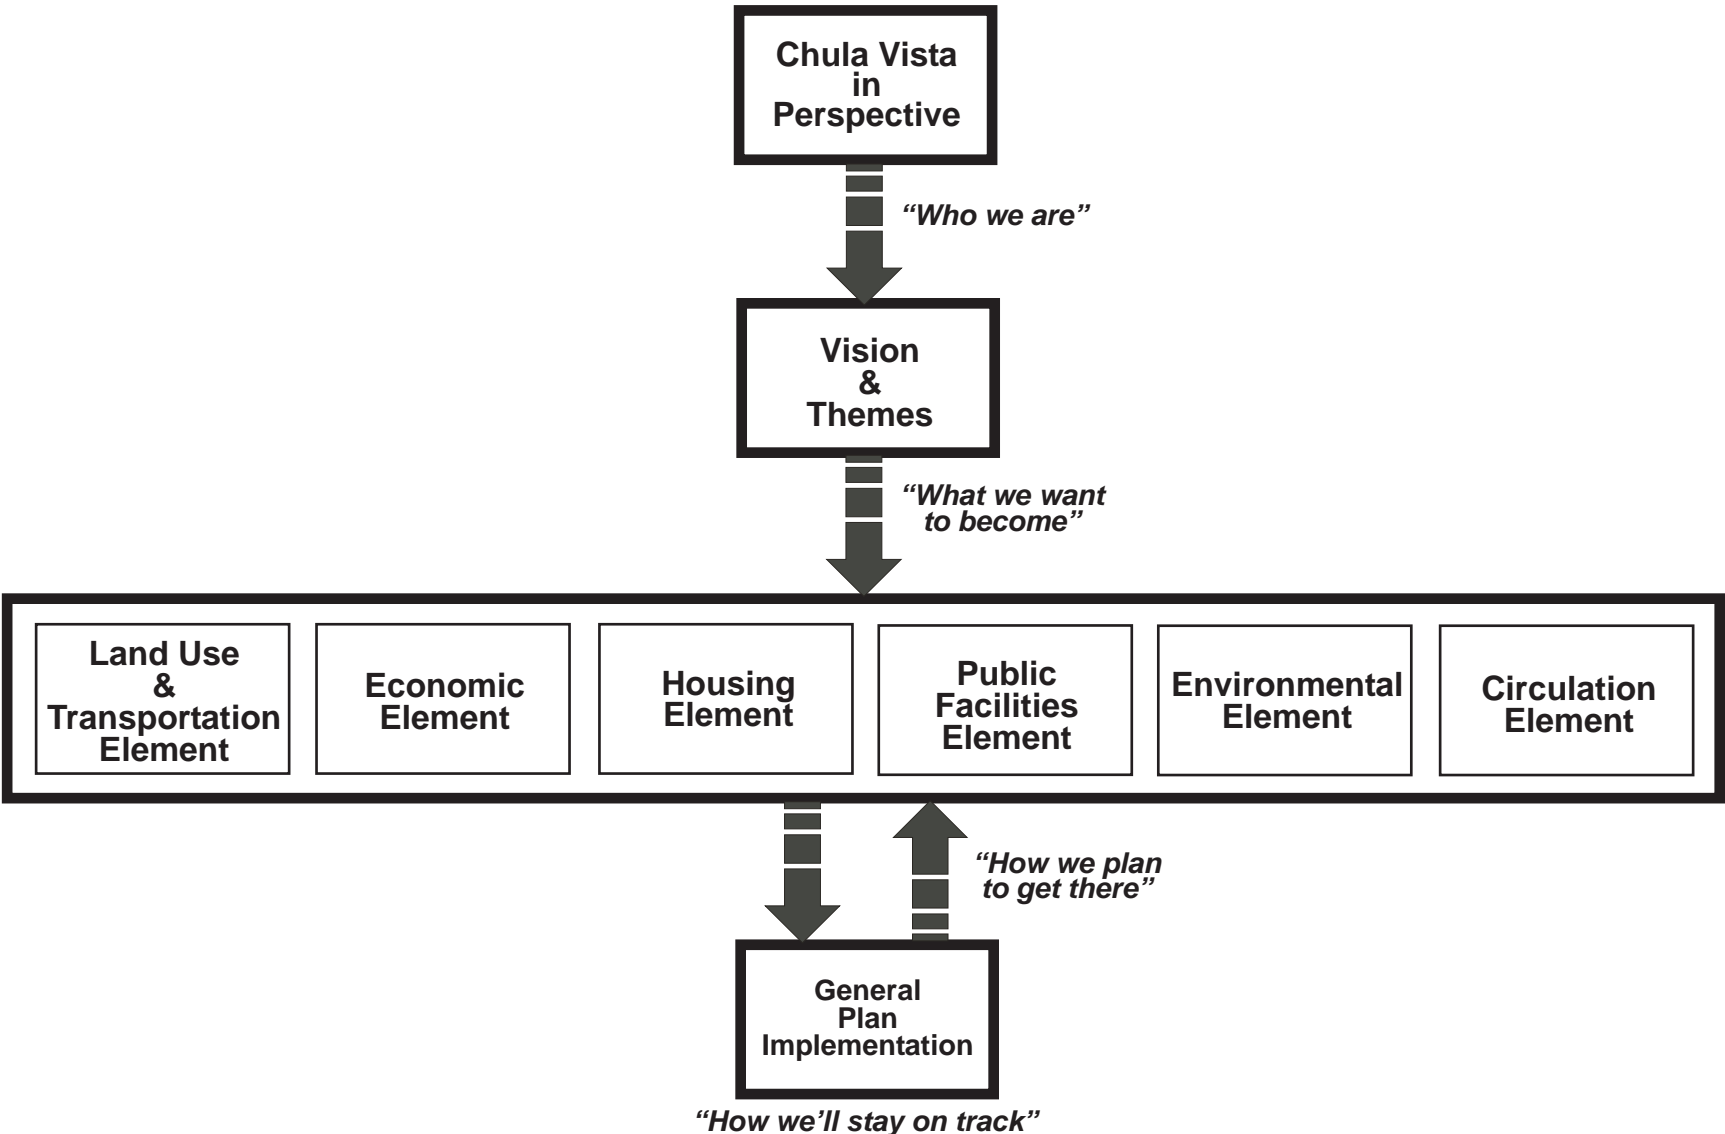 Chula Vista
in
Perspective
“Who we are”
Vision
&
Themes
“What we want
to become”
Land Use
&
Transportation
Element
Economic
Element
Housing
Element
Public
Facilities
Element
Environmental
Element
Circulation
Element
“How we plan
to get there”
General
Plan
Implementation
“How we’ll stay on track”